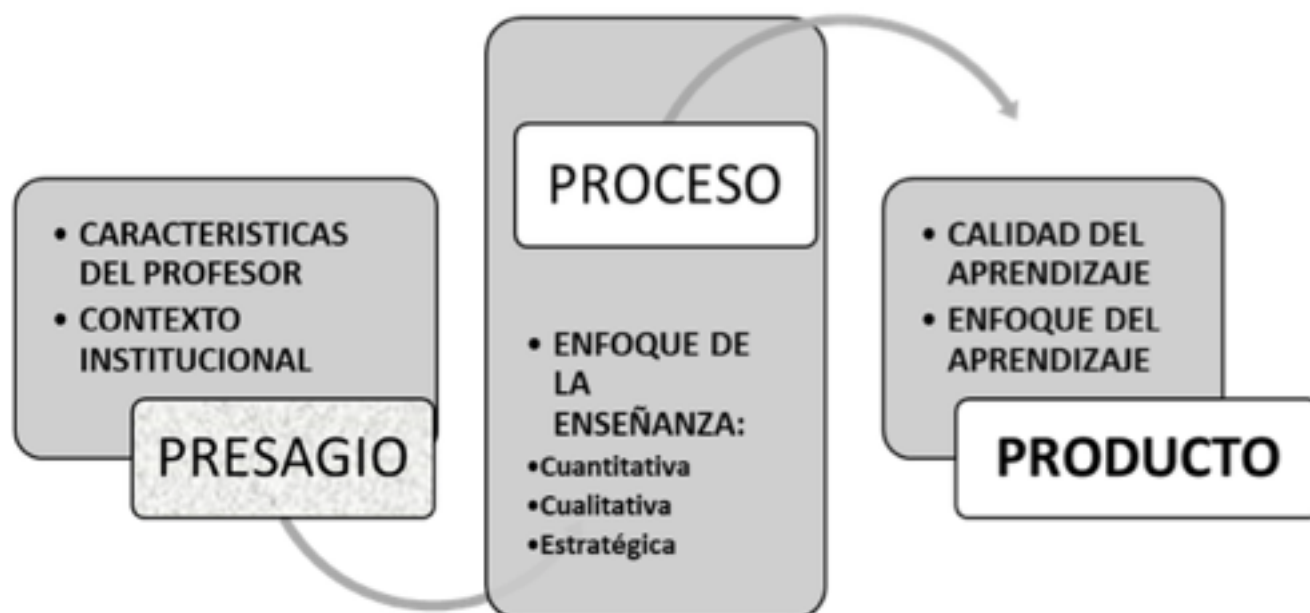 • CARACTERISTICAS
DEL PROFESOR
• CONTEXTO
INSTITUCIONAL
PRESAGIO
PROCESO
• ENFOQUE DE
LA
ENSEÑANZA:
•Cuantitativa
•Cualitativa
•Estratégica
• CALIDAD DEL
APRENDIZAJE
• ENFOQUE DEL
APRENDIZAJE
PRODUCTO